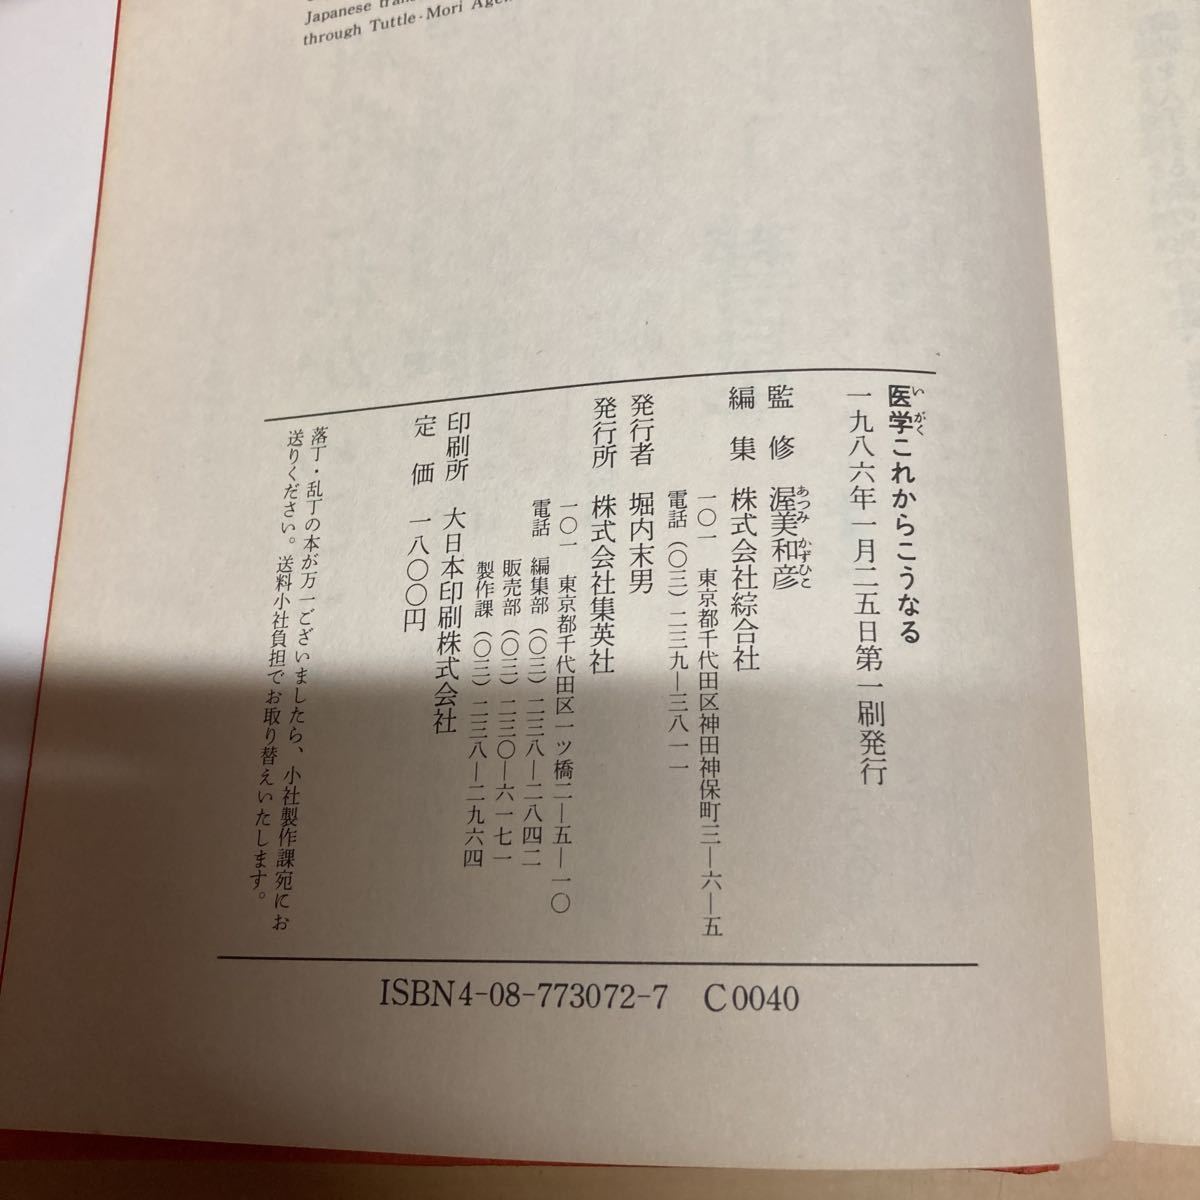 Japanese
through Tuttle-Mori
医学これからこうなる
いがく
一九八六年一月二五日第一刷発行
監修 渥美和彦
あつみ かずひこ
編集 株式会社綜合社
一〇一 東京都千代田区神田神保町三―六―五
電話(〇三)二三九―三八一一
発行者 堀内末男
発行所 株式会社集英社
一〇一 東京都千代田区一ツ橋二―五―一〇
電話 編集部(〇三)二三八―二八四二
販売部(〇三)二三〇―六一七一
製作課(〇三)二三八―二九六四
印刷所 大日本印刷株式会社
定価 一八〇〇円
落丁・乱丁の本が万一ございましたら、小社製作課宛にお
送りください。送料小社負担でお取り替えいたします。
ISBN4-08-773072-7 C0040